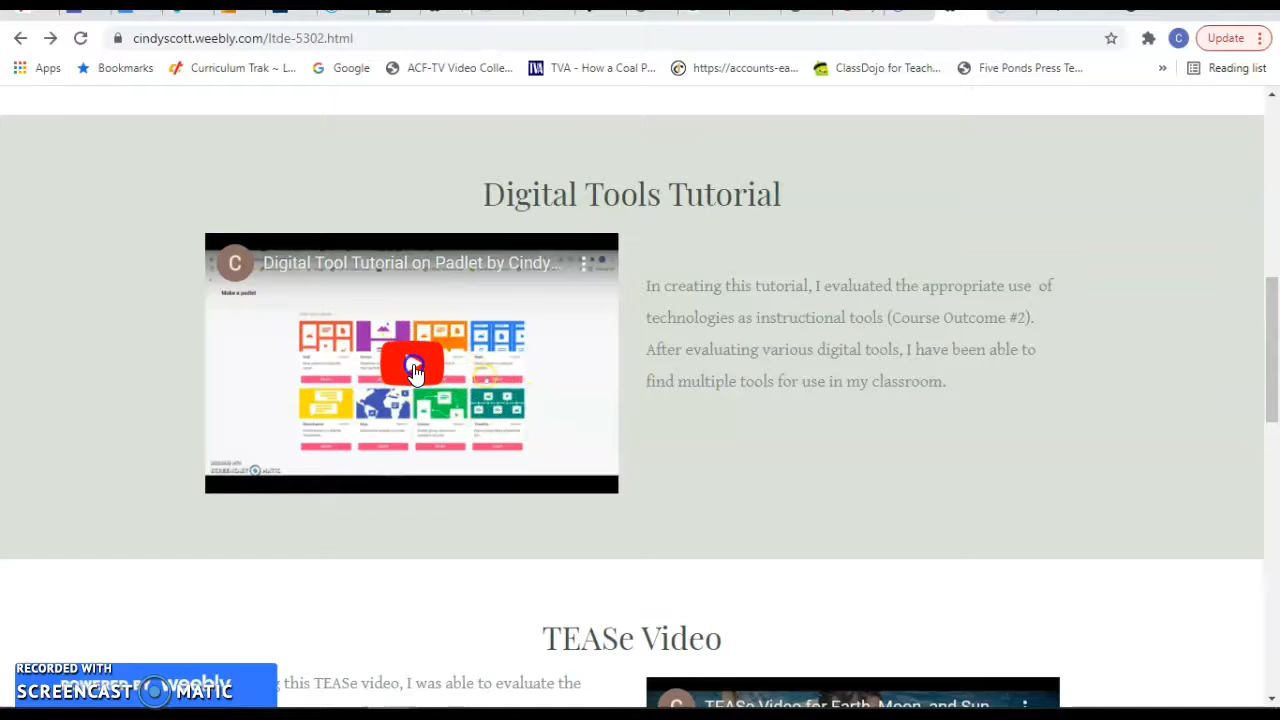 cindyscott.weebly.com/ltde-5302.html
C
Update
Apps
Bookmarks
Curriculum Trak ~ L...
Google
ACF-TV Video Colle...
TVA - How a Coal P...
https://accounts-ea...
ClassDojo for Teach...
Five Ponds Press Te...
»
Reading list
Digital Tools Tutorial
C
Digital Tool Tutorial on Padlet by Cindy...
Make a padlet
In creating this tutorial, I evaluated the appropriate use of
technologies as instructional tools (Course Outcome #2).
After evaluating various digital tools, I have been able to
find multiple tools for use in my classroom.
SCREENCAST MATIC
TEASe Video
RECORDED WITH
SCREENCAST MATIC
POWERED BY weebly
this TEASe video, I was able to evaluate the
C
TEASe Video for Earth, Moon, and Sun